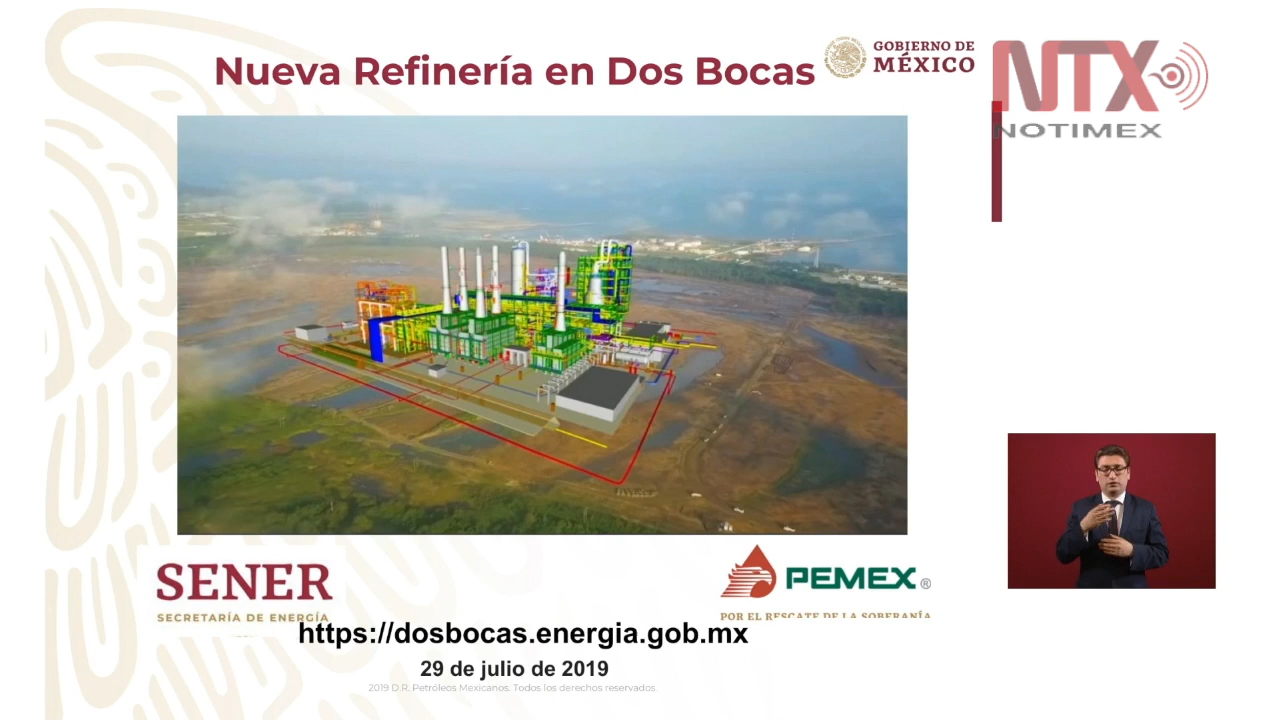 Nueva Refinería en Dos Bocas
GOBIERNO DE
MÉXICO
NTX
NOTIMEX
SENER
SECRETARÍA DE ENERGÍA
PEMEX ®
POR EL RESCATE DE LA SOBERANÍA
https://dosbocas.energia.gob.mx
29 de julio de 2019
2019 D.R. Petróleos Mexicanos. Todos los derechos reservados.